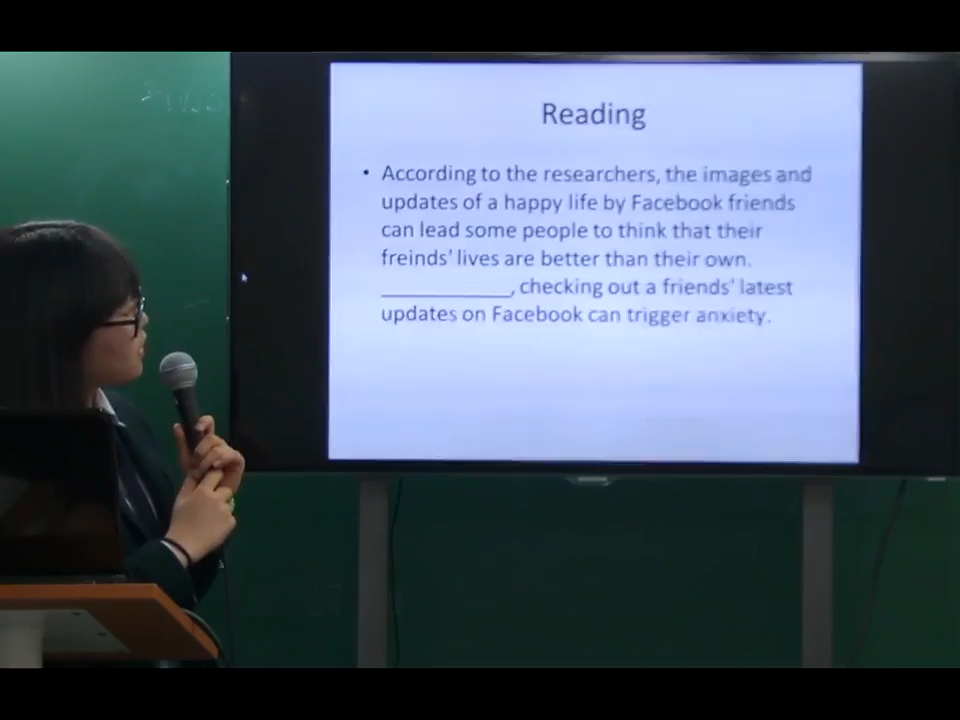 Reading
• According to the researchers, the images and
updates of a happy life by Facebook friends
can lead some people to think that their
freinds' lives are better than their own.
____________, checking out a friends' latest
updates on Facebook can trigger anxiety.